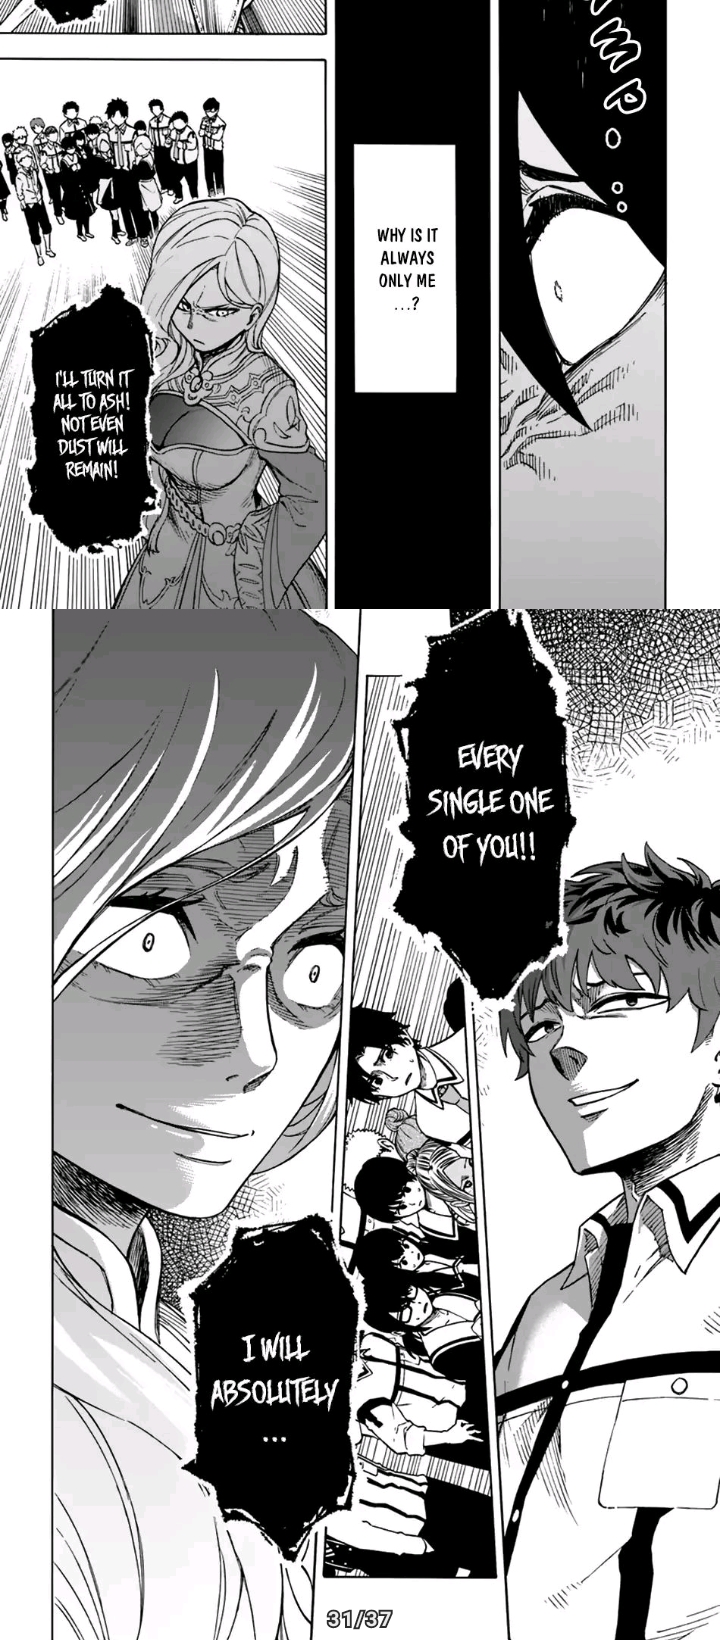 WHY IS IT
ALWAYS
ONLY ME
...?
I'LL TURN IT
ALL TO ASH!
NOT EVEN
DUST WILL
REMAIN!
EVERY
SINGLE ONE
OF YOU!!
I WILL
ABSOLUTELY
...
31/37